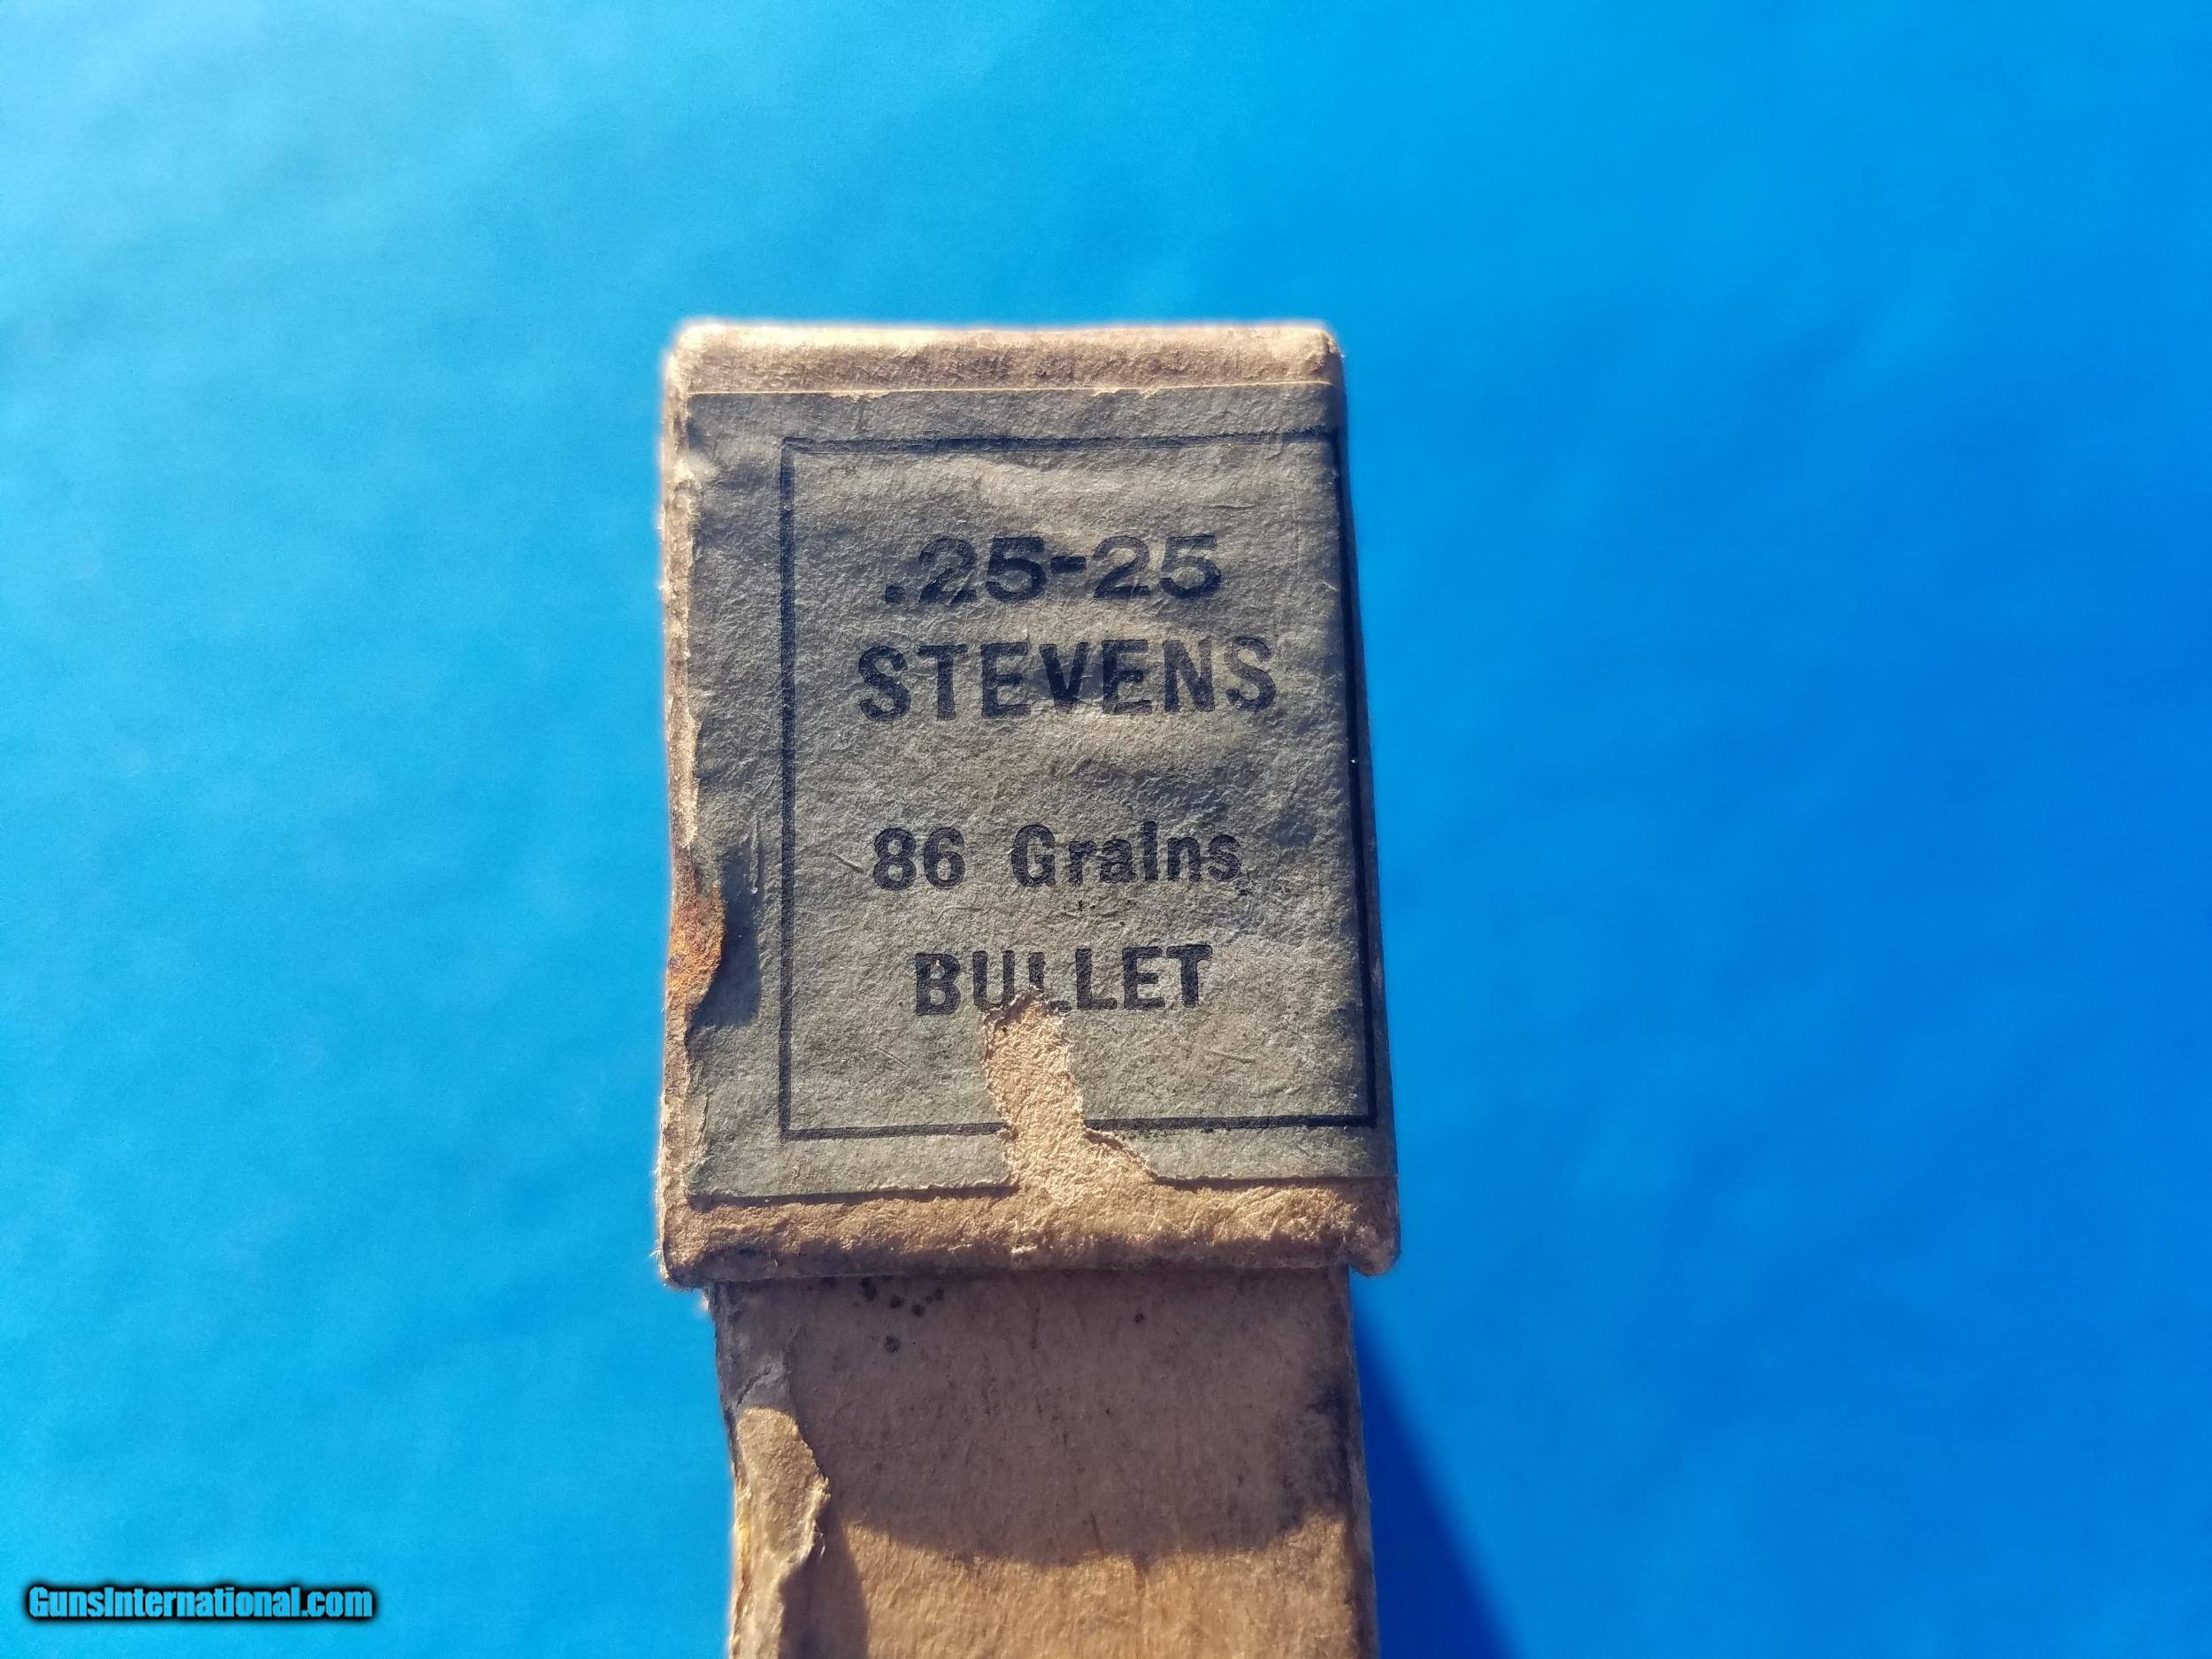 .25-25
STEVENS
86 Grains
BULLET
GunsInternational.com